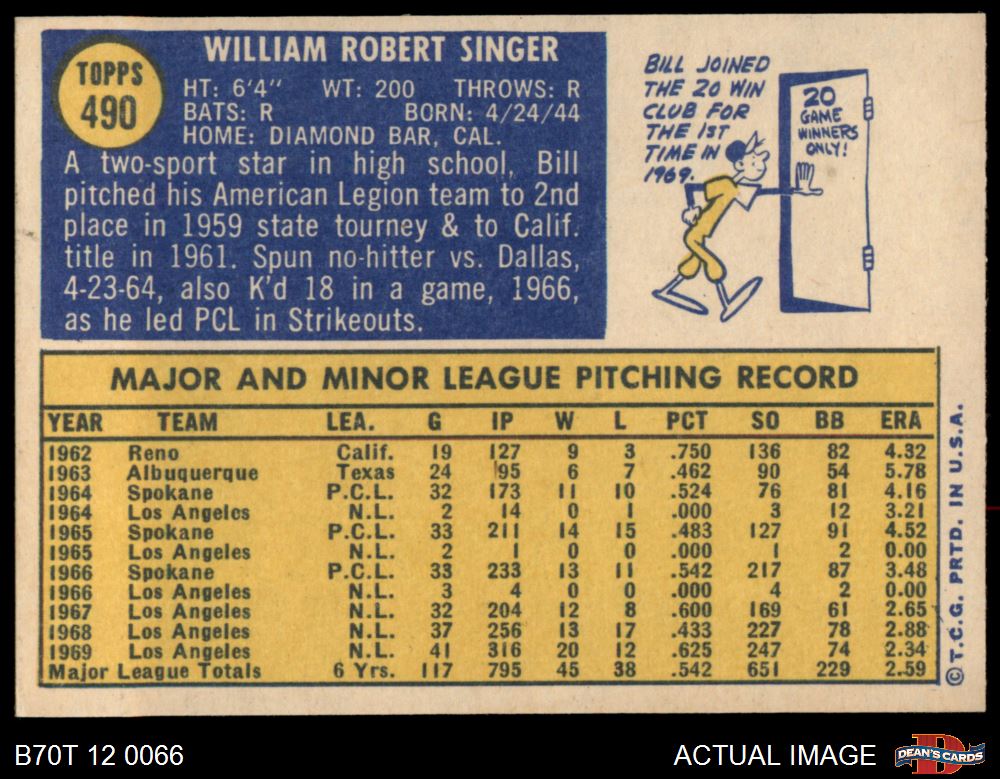 TOPPS
490
WILLIAM ROBERT SINGER
HT: 6'4" WT: 200 THROWS: R
BATS: R BORN: 4/24/44
HOME: DIAMOND BAR, CAL.
A two-sport star in high school, Bill
pitched his American Legion team to 2nd
place in 1959 state tourney & to Calif.
title in 1961. Spun no-hitter vs. Dallas,
4-23-64, also K'd 18 in a game, 1966,
as he led PCL in Strikeouts.
BILL JOINED
THE 20 WIN
CLUB FOR
THE 1ST
TIME IN
1969.
20
GAME
WINNERS
ONLY!
MAJOR AND MINOR LEAGUE PITCHING RECORD
YEAR TEAM LEA. G IP W L PCT SO BB ERA
1962 Reno Calif. 19 127 9 3 .750 136 82 4.32
1963 Albuquerque Texas 24 95 6 7 .462 90 54 5.78
1964 Spokane P.C.L. 32 173 11 10 .524 76 81 4.16
1964 Los Angeles N.L. 2 14 0 1 .000 3 12 3.21
1965 Spokane P.C.L. 33 211 14 15 .483 127 91 4.52
1965 Los Angeles N.L. 2 1 0 0 .000 1 2 0.00
1966 Spokane P.C.L. 33 233 13 11 .542 217 87 3.48
1966 Los Angeles N.L. 3 4 0 0 .000 4 2 0.00
1967 Los Angeles N.L. 32 204 12 8 .600 169 61 2.65
1968 Los Angeles N.L. 37 256 13 17 .433 227 78 2.88
1969 Los Angeles N.L. 41 316 20 12 .625 247 74 2.34
Major League Totals 6 Yrs. 117 795 45 38 .542 651 229 2.59
© T.C.G. PRTD. IN U.S.A.
B70T 12 0066
ACTUAL IMAGE
DEAN'S CARDS